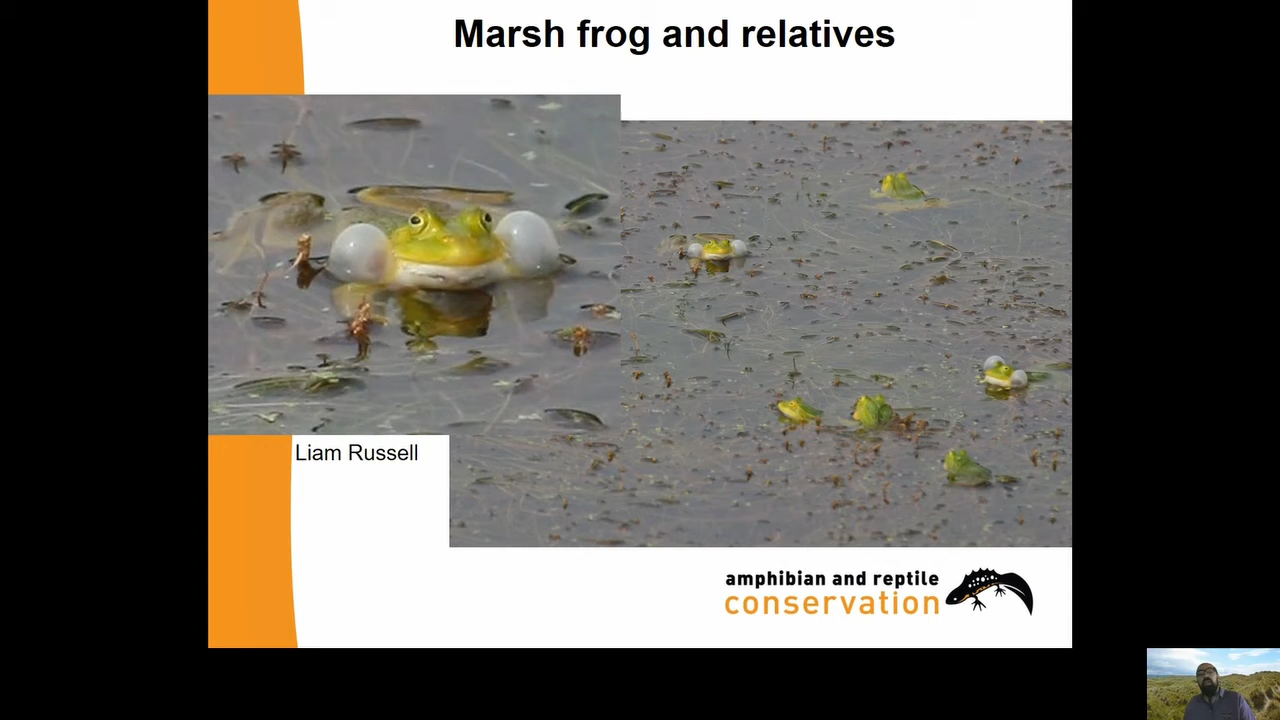 Marsh frog and relatives
Liam Russell
amphibian and reptile
conservation